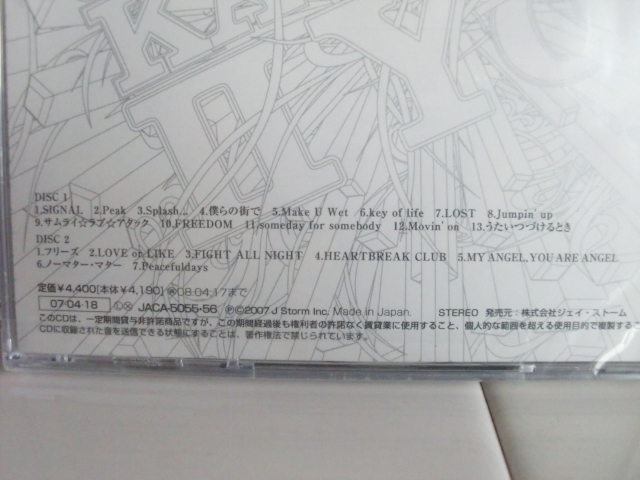 DISC 1
1.SIGNAL 2.Peak 3.Splash... 4.僕らの街で 5.Make U Wet 6.key of life 7.LOST 8.Jumpin' up
9.サムライ☆ラブ☆アタック 10.FREEDOM 11.someday for somebody 12.Movin' on 13.うたいつづけるとき
DISC 2
1.フリーズ 2.LOVE or LIKE 3.FIGHT ALL NIGHT 4.HEARTBREAK CLUB 5.MY ANGEL, YOU ARE ANGEL
6.ノーマター・マター 7.Peacefuldays
定価¥4,400(本体¥4,190) 08・04・17まで
07・04・18 JACA-5055-56 ℗©2007 J Storm Inc. Made in Japan. STEREO 発売元:株式会社ジェイ・ストーム
このCDは、一定期間貸与非許諾商品ですが、この期間経過後も権利者の許諾なく賃貸業に使用すること、個人的な範囲を超える使用目的で複製するこ
CDに収録された音を送信できる状態にすることは、著作権法で禁じられています。